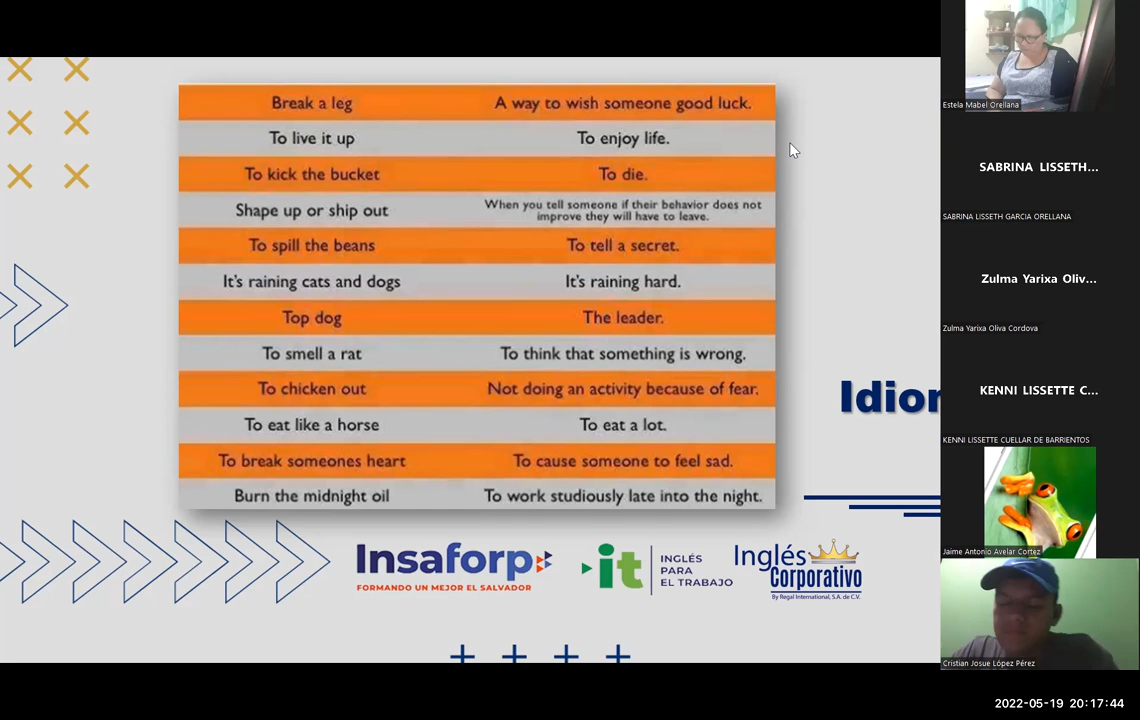 Break a leg A way to wish someone good luck.
To live it up To enjoy life.
To kick the bucket To die.
Shape up or ship out When you tell someone if their behavior does not
improve they will have to leave.
To spill the beans To tell a secret.
It's raining cats and dogs It's raining hard.
Top dog The leader.
To smell a rat To think that something is wrong.
To chicken out Not doing an activity because of fear.
To eat like a horse To eat a lot.
To break someones heart To cause someone to feel sad.
Burn the midnight oil To work studiously late into the night.
Idiom
Insaforp
FORMANDO UN MEJOR EL SALVADOR
it
INGLÉS
PARA
EL TRABAJO
Inglés
Corporativo
By Regal International, S.A. de C.V.
Estela Mabel Orellana
SABRINA LISSETH...
SABRINA LISSETH GARCIA ORELLANA
Zulma Yarixa Oliv...
Zulma Yarixa Oliva Cordova
KENNI LISSETTE C...
KENNI LISSETTE CUELLAR DE BARRIENTOS
Jaime Antonio Avelar Cortez
Cristian Josue López Pérez
2022-05-19 20:17:44